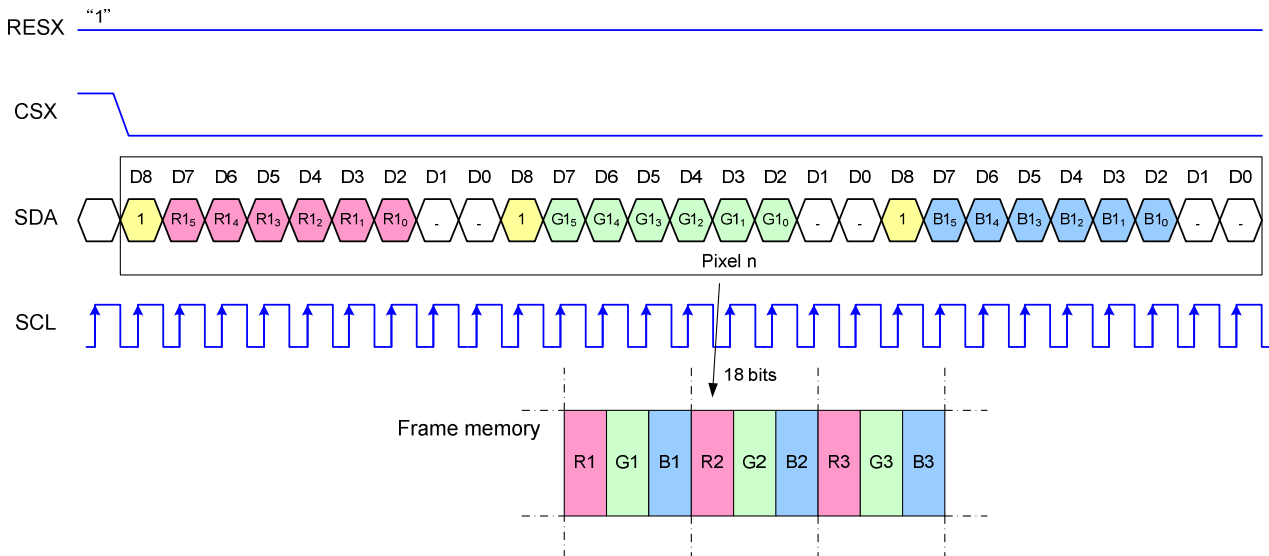 RESX “1”
CSX
D8 D7 D6 D5 D4 D3 D2 D1 D0 D8 D7 D6 D5 D4 D3 D2 D1 D0 D8 D7 D6 D5 D4 D3 D2 D1 D0
SDA 1 R1₅ R1₄ R1₃ R1₂ R1₁ R1₀ - - 1 G1₅ G1₄ G1₃ G1₂ G1₁ G1₀ - - 1 B1₅ B1₄ B1₃ B1₂ B1₁ B1₀ - -
Pixel n
SCL
18 bits
Frame memory
R1 G1 B1 R2 G2 B2 R3 G3 B3